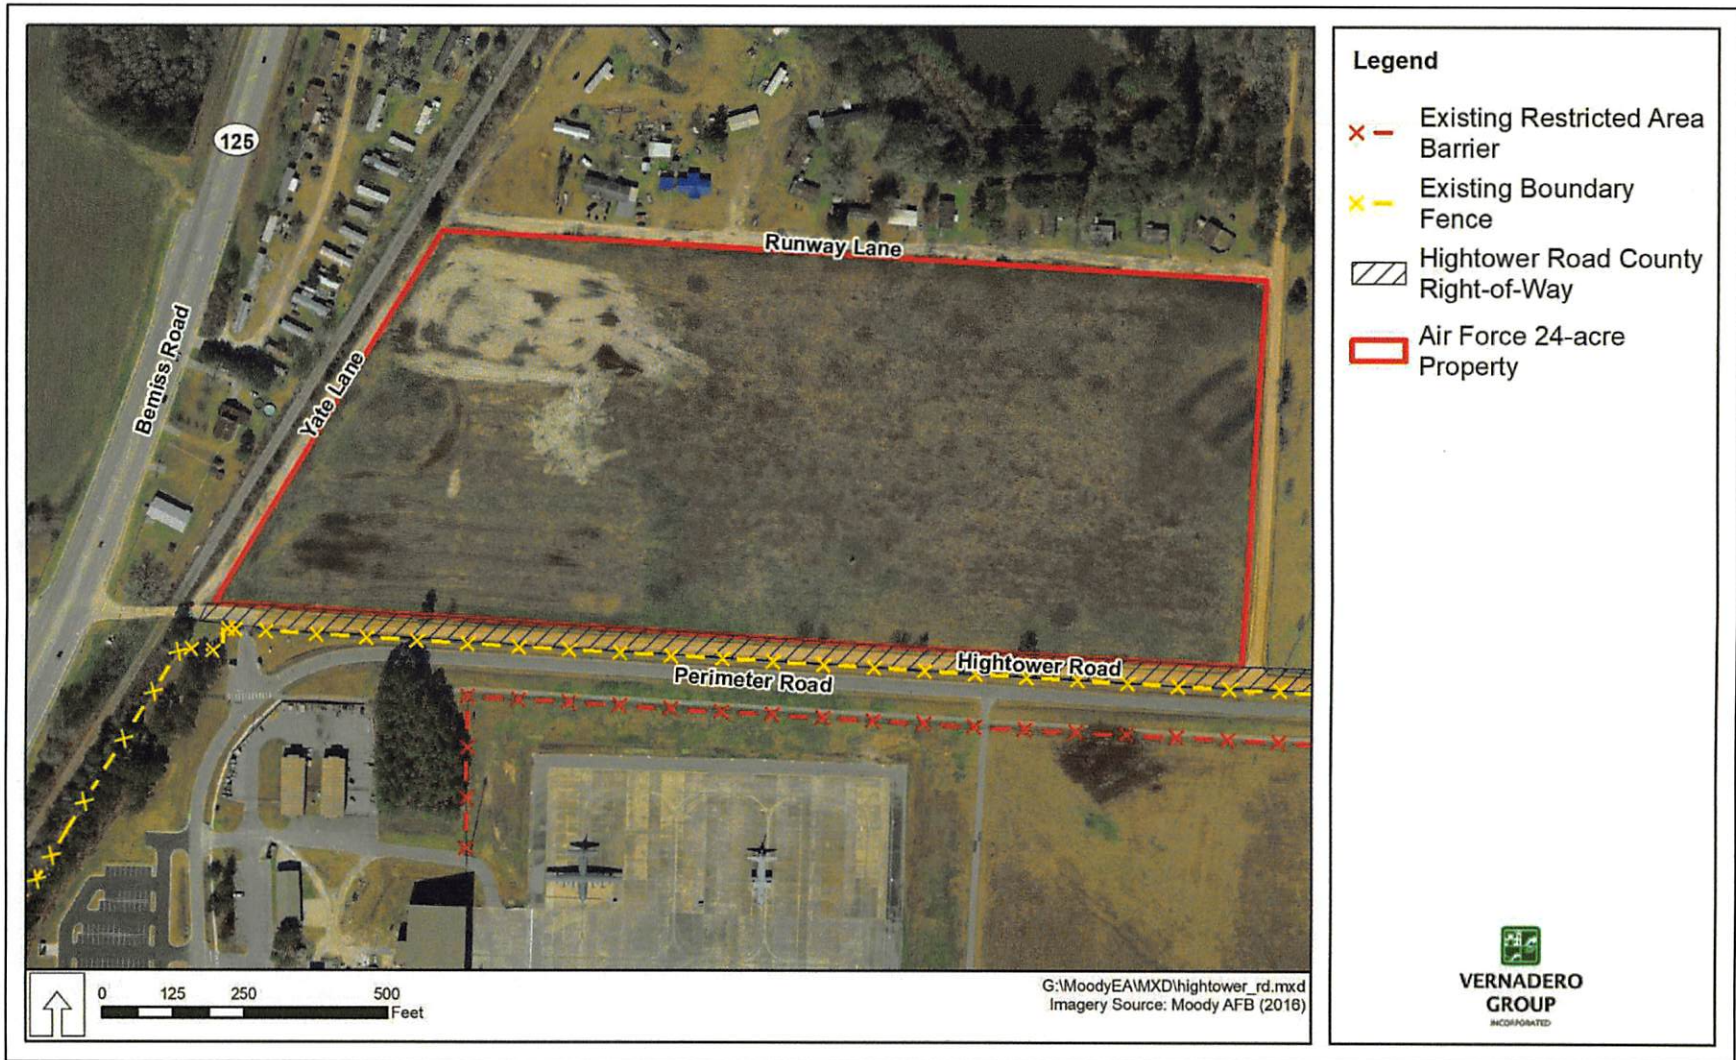 125
Bemiss Road
Yate Lane
Runway Lane
Hightower Road
Perimeter Road
0 125 250 500
Feet
G:\MoodyEA\MXD\hightower_rd.mxd
Imagery Source: Moody AFB (2016)
Legend
Existing Restricted Area
Barrier
Existing Boundary
Fence
Hightower Road County
Right-of-Way
Air Force 24-acre
Property
VERNADERO
GROUP
INCORPORATED